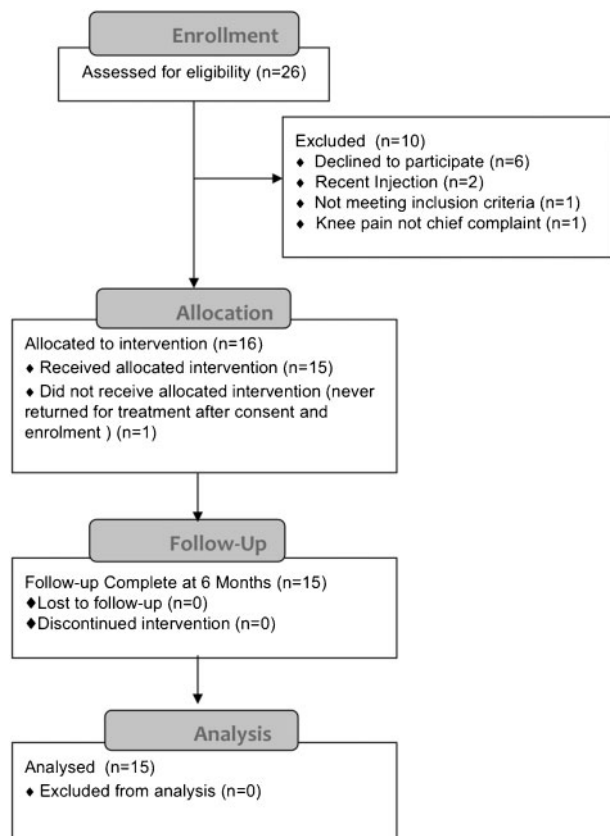 Enrollment
Assessed for eligibility (n=26)
Excluded  (n=10)
♦ Declined to participate (n=6)
♦ Recent Injection (n=2)
♦ Not meeting inclusion criteria (n=1)
♦ Knee pain not chief complaint (n=1)
Allocation
Allocated to intervention (n=16)
♦ Received allocated intervention (n=15)
♦ Did not receive allocated intervention (never
returned for treatment after consent and
enrolment ) (n=1)
Follow-Up
Follow-up Complete at 6 Months (n=15)
♦Lost to follow-up (n=0)
♦Discontinued intervention (n=0)
Analysis
Analysed  (n=15)
♦ Excluded from analysis (n=0)